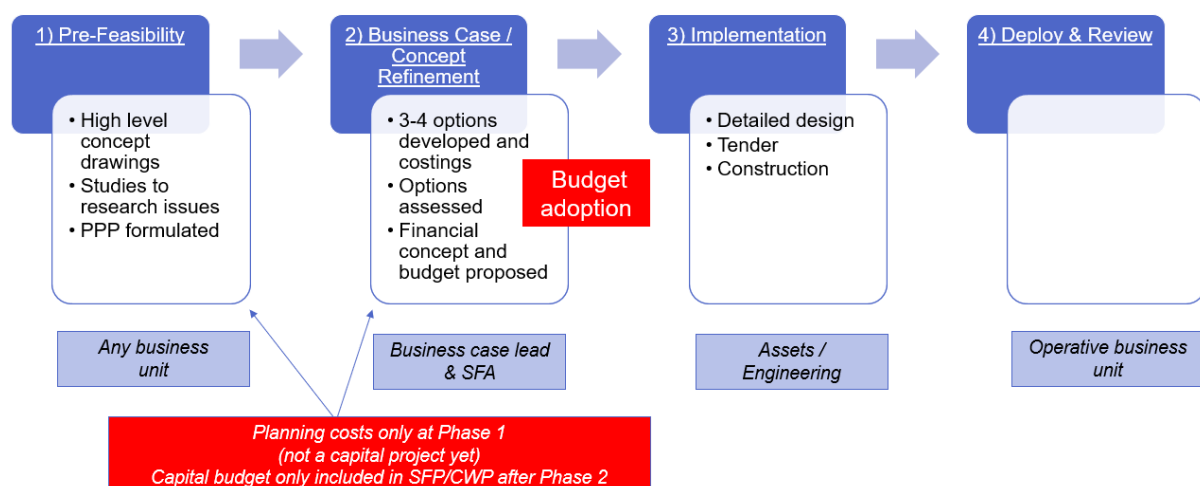 1) Pre-Feasibility
• High level
concept
drawings
• Studies to
research issues
• PPP formulated
Any business
unit
2) Business Case /
Concept
Refinement
• 3-4 options
developed and
costings
• Options
assessed
• Financial
concept and
budget proposed
Business case lead
& SFA
Budget
adoption
3) Implementation
• Detailed design
• Tender
• Construction
Assets /
Engineering
4) Deploy & Review
Operative business
unit
Planning costs only at Phase 1
(not a capital project yet)
Capital budget only included in SFP/CWP after Phase 2